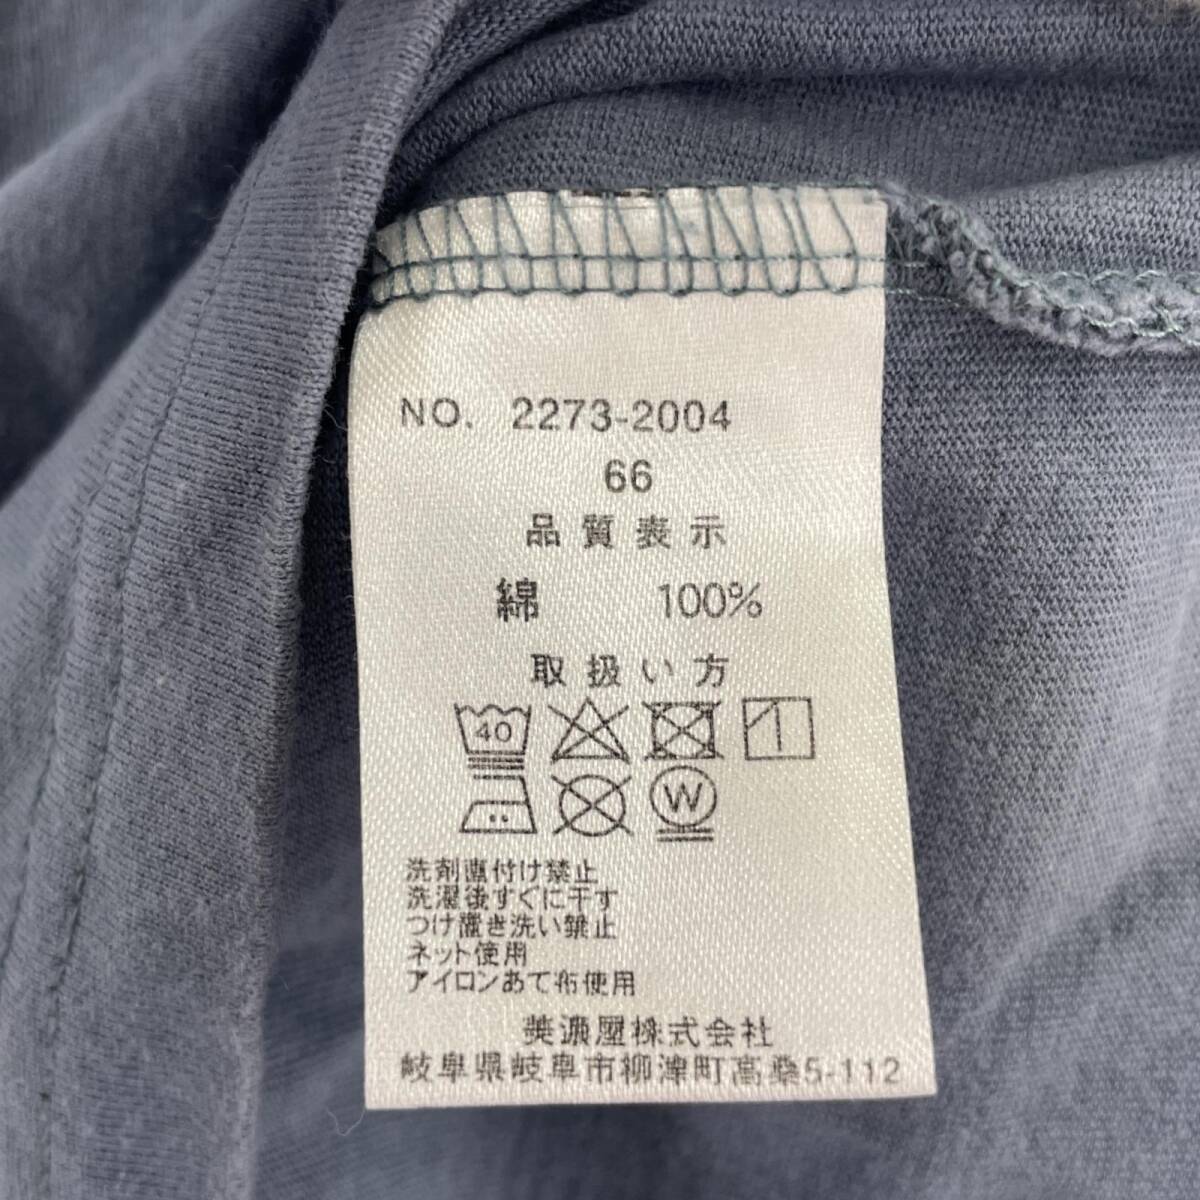 NO. 2273-2004
66
品質表示
綿 100%
取扱い方
40
W
洗剤直付け禁止
洗濯後すぐに干す
つけ置き洗い禁止
ネット使用
アイロンあて布使用
美濃屋株式会社
岐阜県岐阜市柳津町高桑5-112